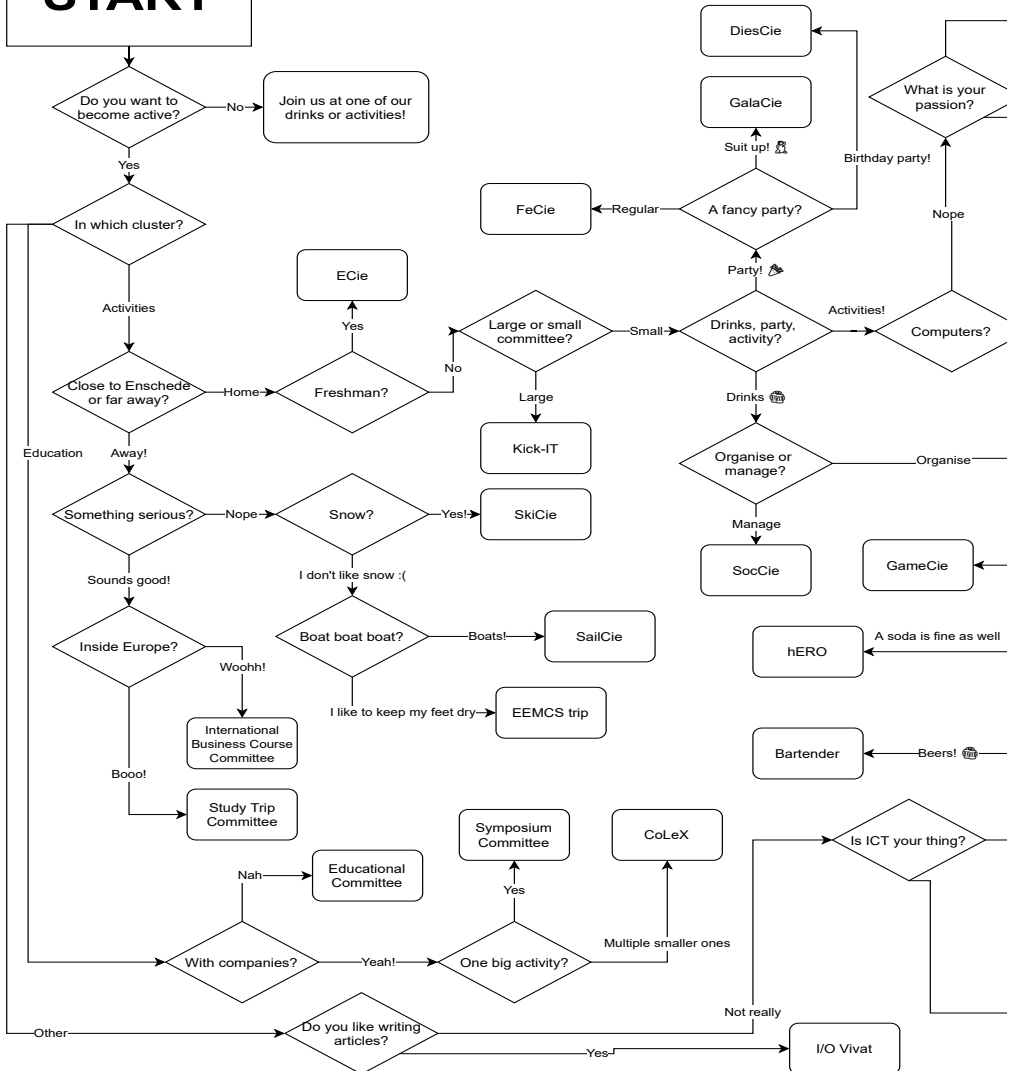 START
DiesCie
Do you want to
become active?
No
Join us at one of our
drinks or activities!
GalaCie
What is your
passion?
Suit up!
Birthday party!
Yes
In which cluster?
FeCie
Regular
A fancy party?
Nope
ECie
Party!
Activities
Yes
Large or small
committee?
Small
Drinks, party,
activity?
Activities!
Computers?
Close to Enschede
or far away?
Home
Freshman?
No
Large
Drinks
Education
Away!
Kick-IT
Organise or
manage?
Organise
Something serious?
Nope
Snow?
Yes!
SkiCie
Manage
Sounds good!
I don't like snow :(
SocCie
GameCie
Inside Europe?
Boat boat boat?
Boats!
SailCie
hERO
A soda is fine as well
Woohh!
I like to keep my feet dry
EEMCS trip
International
Business Course
Committee
Bartender
Beers!
Booo!
Study Trip
Committee
Symposium
Committee
CoLeX
Is ICT your thing?
Nah
Educational
Committee
Yes
Multiple smaller ones
With companies?
Yeah!
One big activity?
Not really
Other
Do you like writing
articles?
Yes
I/O Vivat